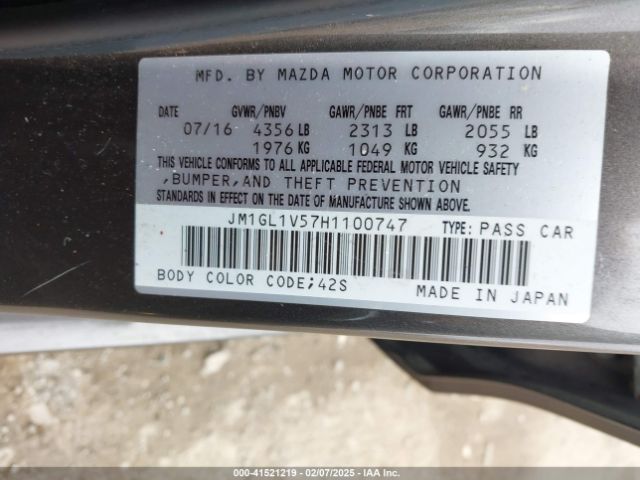 MFD. BY MAZDA MOTOR CORPORATION
DATE GVWR/PNBV GAWR/PNBE FRT GAWR/PNBE RR
07/16 4356 LB 2313 LB 2055 LB
1976 KG 1049 KG 932 KG
THIS VEHICLE CONFORMS TO ALL APPLICABLE FEDERAL MOTOR VEHICLE SAFETY
,BUMPER,AND THEFT PREVENTION
STANDARDS IN EFFECT ON THE DATE OF MANUFACTURE SHOWN ABOVE.
JM1GL1V57H1100747 TYPE: PASS CAR
BODY COLOR CODE;42S MADE IN JAPAN
000-41521219 - 02/07/2025 - IAA Inc.